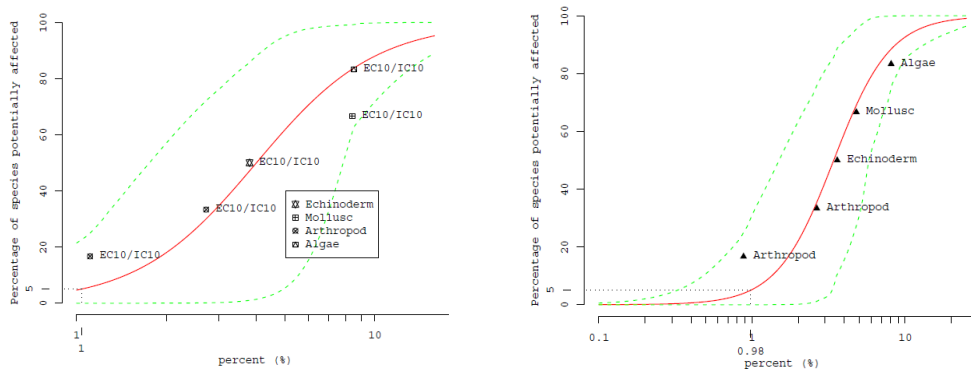 Percentage of species potentially affected
100
80
60
40
20
5
0
EC10/IC10
EC10/IC10
EC10/IC10
EC10/IC10
EC10/IC10
Echinoderm
Mollusc
Arthropod
Algae
1
10
1
percent (%)
Percentage of species potentially affected
100
80
60
40
20
5
0
Algae
Mollusc
Echinoderm
Arthropod
Arthropod
0.1
1
10
0.98
percent (%)